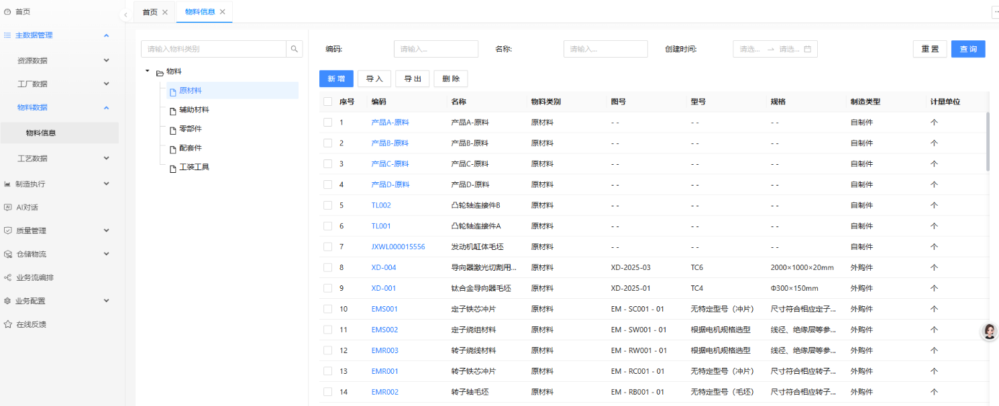 首页
主数据管理
资源数据
工厂数据
物料数据
物料信息
工艺数据
制造执行
AI对话
质量管理
仓储物流
业务流编排
业务配置
在线反馈
首页 物料信息
请输入物料类别
物料
原材料
辅助材料
零部件
配套件
工装工具
编码: 请输入... 名称: 请输入... 创建时间: 请选... → 请选... 重置 查询
新增 导入 导出 删除
序号 编码 名称 物料类别 图号 型号 规格 制造类型 计量单位
1 产品A-原料 产品A-原料 原材料 - - - - - - 自制件 个
2 产品B-原料 产品B-原料 原材料 - - - - - - 自制件 个
3 产品C-原料 产品C-原料 原材料 - - - - - - 自制件 个
4 产品D-原料 产品D-原料 原材料 - - - - - - 自制件 个
5 TL002 凸轮轴连接件B 原材料 - - - - - - 自制件 个
6 TL001 凸轮轴连接件A 原材料 - - - - - - 自制件 个
7 JXWL000015556 发动机缸体毛坯 原材料 - - - - - - 自制件 个
8 XD-004 导向器激光切割用... 原材料 XD-2025-03 TC6 2000×1000×20mm 外购件 个
9 XD-001 钛合金导向器毛坯 原材料 XD-2025-01 TC4 Φ300×150mm 外购件 个
10 EMS001 定子铁芯冲片 原材料 EM - SC001 - 01 无特定型号（冲片） 尺寸符合相应定子... 外购件 个
11 EMS002 定子绕组材料 原材料 EM - SW001 - 01 根据电机规格选型 线径、绝缘层等参... 外购件 个
12 EMR003 转子绕线材料 原材料 EM - RW001 - 01 根据电机规格选型 线径、绝缘层等参... 外购件 个
13 EMR001 转子铁芯冲片 原材料 EM - RC001 - 01 无特定型号（冲片） 尺寸符合相应转子... 外购件 个
14 EMR002 转子轴毛坯 原材料 EM - RB001 - 01 无特定型号（毛坯） 尺寸符合相应转子... 外购件 个